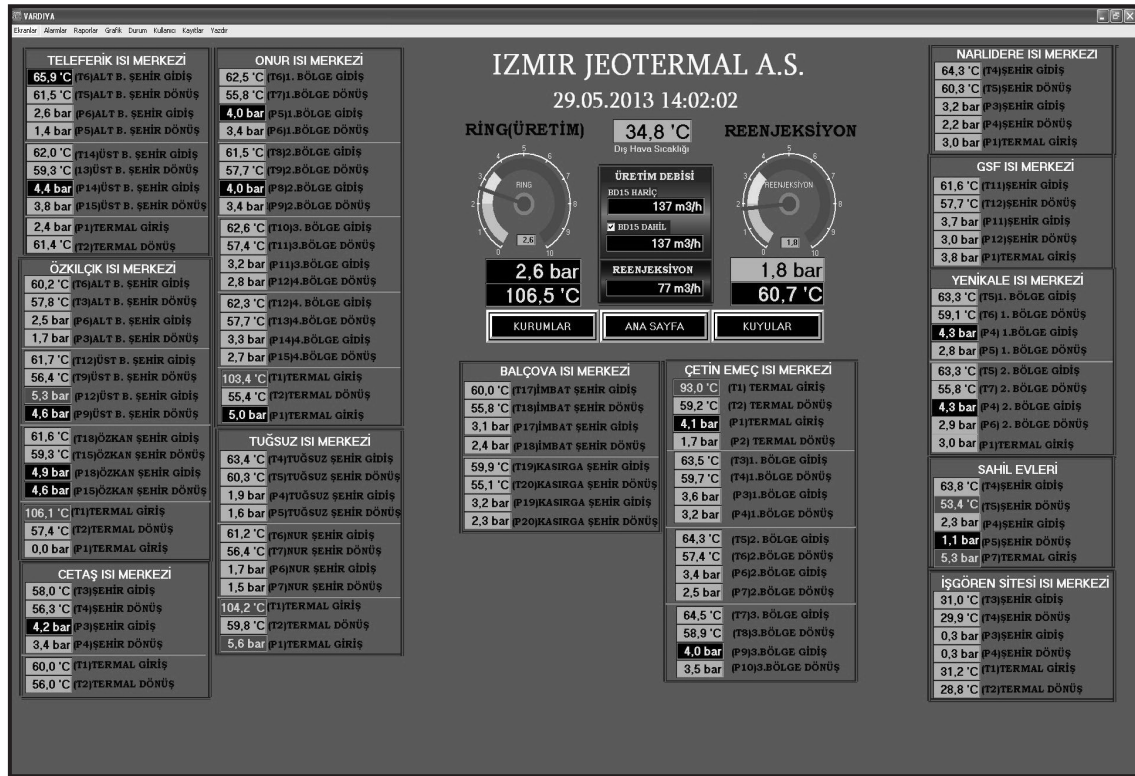 VARDIYA
Ekranlar Alarmlar Raporlar Grafik Durum Kullanıcı Kayıtlar Yazdır
TELEFERİK ISI MERKEZİ
65,9 'C (T6)ALT B. ŞEHİR GİDİŞ
61,5 'C (T5)ALT B. ŞEHİR DÖNÜŞ
2,6 bar (P6)ALT B. ŞEHİR GİDİŞ
1,4 bar (P5)ALT B. ŞEHİR DÖNÜŞ
62,0 'C (T14)ÜST B. ŞEHİR GİDİŞ
59,3 'C (13)ÜST B. ŞEHİR DÖNÜŞ
4,4 bar (P14)ÜST B. ŞEHİR GİDİŞ
3,8 bar (P15)ÜST B. ŞEHİR DÖNÜŞ
2,4 bar (P1)TERMAL GİRİŞ
61,4 'C (T2)TERMAL DÖNÜŞ
ÖZKILÇIK ISI MERKEZİ
60,2 'C (T6)ALT B. ŞEHİR GİDİŞ
57,8 'C (T3)ALT B. ŞEHİR DÖNÜŞ
2,5 bar (P6)ALT B. ŞEHİR GİDİŞ
1,7 bar (P3)ALT B. ŞEHİR DÖNÜŞ
61,7 'C (T12)ÜST B. ŞEHİR GİDİŞ
56,4 'C (T9)ÜST B. ŞEHİR DÖNÜŞ
5,3 bar (P12)ÜST B. ŞEHİR GİDİŞ
4,6 bar (P9)ÜST B. ŞEHİR DÖNÜŞ
61,6 'C (T18)ÖZKAN ŞEHİR GİDİŞ
59,3 'C (T15)ÖZKAN ŞEHİR DÖNÜŞ
4,9 bar (P18)ÖZKAN ŞEHİR GİDİŞ
4,6 bar (P15)ÖZKAN ŞEHİR DÖNÜŞ
106,1 'C (T1)TERMAL GİRİŞ
57,4 'C (T2)TERMAL DÖNÜŞ
0,0 bar (P1)TERMAL GİRİŞ
CETAŞ ISI MERKEZİ
58,0 'C (T3)ŞEHİR GİDİŞ
56,3 'C (T4)ŞEHİR DÖNÜŞ
4,2 bar (P3)ŞEHİR GİDİŞ
3,4 bar (P4)ŞEHİR DÖNÜŞ
60,0 'C (T1)TERMAL GİRİŞ
56,0 'C (T2)TERMAL DÖNÜŞ
ONUR ISI MERKEZİ
62,5 'C (T6)1. BÖLGE GİDİŞ
55,8 'C (T7)1.BÖLGE DÖNÜŞ
4,0 bar (P5)1.BÖLGE GİDİŞ
3,4 bar (P6)1.BÖLGE DÖNÜŞ
61,5 'C (T8)2.BÖLGE GİDİŞ
57,7 'C (T9)2.BÖLGE DÖNÜŞ
4,0 bar (P8)2.BÖLGE GİDİŞ
3,4 bar (P9)2.BÖLGE DÖNÜŞ
62,6 'C (T10)3. BÖLGE GİDİŞ
57,4 'C (T11)3.BÖLGE DÖNÜŞ
3,2 bar (P11)3.BÖLGE GİDİŞ
2,8 bar (P12)4.BÖLGE DÖNÜŞ
62,3 'C (T12)4. BÖLGE GİDİŞ
57,7 'C (T13)4.BÖLGE DÖNÜŞ
3,3 bar (P14)4.BÖLGE GİDİŞ
2,7 bar (P15)4.BÖLGE DÖNÜŞ
103,4 'C (T1)TERMAL GİRİŞ
55,4 'C (T2)TERMAL DÖNÜŞ
5,0 bar (P1)TERMAL GİRİŞ
TUĞSUZ ISI MERKEZİ
63,4 'C (T4)TUĞSUZ ŞEHİR GİDİŞ
60,3 'C (T5)TUĞSUZ ŞEHİR DÖNÜŞ
1,9 bar (P4)TUĞSUZ ŞEHİR GİDİŞ
1,6 bar (P5)TUĞSUZ ŞEHİR DÖNÜŞ
61,2 'C (T6)NUR ŞEHİR GİDİŞ
56,4 'C (T7)NUR ŞEHİR DÖNÜŞ
1,7 bar (P6)NUR ŞEHİR GİDİŞ
1,5 bar (P7)NUR ŞEHİR DÖNÜŞ
104,2 'C (T1)TERMAL GİRİŞ
59,8 'C (T2)TERMAL DÖNÜŞ
5,6 bar (P1)TERMAL GİRİŞ
IZMIR JEOTERMAL A.S.
29.05.2013 14:02:02
RİNG(ÜRETİM)
34,8 'C
Dış Hava Sıcaklığı
REENJEKSİYON
0 1 2 3 4 5 6 7 8 9 10
RING
2,6
2,6 bar
106,5 'C
ÜRETİM DEBİSİ
BD15 HARİÇ
137 m3/h
BD15 DAHİL
137 m3/h
REENJEKSİYON
77 m3/h
0 1 2 3 4 5 6 7 8 9 10
REENJEKSİYON
1,8
1,8 bar
60,7 'C
KURUMLAR ANA SAYFA KUYULAR
BALÇOVA ISI MERKEZİ
60,0 'C (T17)İMBAT ŞEHİR GİDİŞ
55,8 'C (T18)İMBAT ŞEHİR DÖNÜŞ
3,1 bar (P17)İMBAT ŞEHİR GİDİŞ
2,4 bar (P18)İMBAT ŞEHİR DÖNÜŞ
59,9 'C (T19)KASIRGA ŞEHİR GİDİŞ
55,1 'C (T20)KASIRGA ŞEHİR DÖNÜŞ
3,2 bar (P19)KASIRGA ŞEHİR GİDİŞ
2,3 bar (P20)KASIRGA ŞEHİR DÖNÜŞ
ÇETİN EMEÇ ISI MERKEZİ
93,0 'C (T1) TERMAL GİRİŞ
59,2 'C (T2) TERMAL DÖNÜŞ
4,1 bar (P1)TERMAL GİRİŞ
1,7 bar (P2) TERMAL DÖNÜŞ
63,5 'C (T3)1. BÖLGE GİDİŞ
59,7 'C (T4)1.BÖLGE DÖNÜŞ
3,6 bar (P3)1.BÖLGE GİDİŞ
3,2 bar (P4)1.BÖLGE DÖNÜŞ
64,3 'C (T5)2. BÖLGE GİDİŞ
57,4 'C (T6)2.BÖLGE DÖNÜŞ
3,4 bar (P6)2.BÖLGE GİDİŞ
2,5 bar (P7)2.BÖLGE DÖNÜŞ
64,5 'C (T7)3. BÖLGE GİDİŞ
58,9 'C (T8)3.BÖLGE DÖNÜŞ
4,0 bar (P9)3.BÖLGE GİDİŞ
3,5 bar (P10)3.BÖLGE DÖNÜŞ
NARLIDERE ISI MERKEZI
64,3 'C (T4)ŞEHİR GİDİŞ
60,3 'C (T5)ŞEHİR DÖNÜŞ
3,2 bar (P3)ŞEHİR GİDİŞ
2,2 bar (P4)ŞEHİR DÖNÜŞ
3,0 bar (P1)TERMAL GİRİŞ
GSF ISI MERKEZİ
61,6 'C (T11)ŞEHİR GİDİŞ
57,7 'C (T12)ŞEHİR DÖNÜŞ
3,7 bar (P11)ŞEHİR GİDİŞ
3,0 bar (P12)ŞEHİR DÖNÜŞ
3,8 bar (P1)TERMAL GİRİŞ
YENİKALE ISI MERKEZİ
63,3 'C (T5)1. BÖLGE GİDİŞ
59,1 'C (T6) 1. BÖLGE DÖNÜŞ
4,3 bar (P4) 1.BÖLGE GİDİŞ
2,8 bar (P5) 1. BÖLGE DÖNÜŞ
63,3 'C (T5) 2. BÖLGE GİDİŞ
55,8 'C (T7) 2. BÖLGE DÖNÜŞ
4,3 bar (P4) 2. BÖLGE GİDİŞ
2,9 bar (P6) 2. BÖLGE DÖNÜŞ
3,0 bar (P1)TERMAL GİRİŞ
SAHİL EVLERİ
63,8 'C (T4)ŞEHİR GİDİŞ
53,4 'C (T5)ŞEHİR DÖNÜŞ
2,3 bar (P4)ŞEHİR GİDİŞ
1,1 bar (P5)ŞEHİR DÖNÜŞ
5,3 bar (P7)TERMAL GİRİŞ
İŞGÖREN SİTESİ ISI MERKEZİ
31,0 'C (T3)ŞEHİR GİDİŞ
29,9 'C (T4)ŞEHİR DÖNÜŞ
0,3 bar (P3)ŞEHİR GİDİŞ
0,3 bar (P4)ŞEHİR DÖNÜŞ
31,2 'C (T1)TERMAL GİRİŞ
28,8 'C (T2)TERMAL DÖNÜŞ